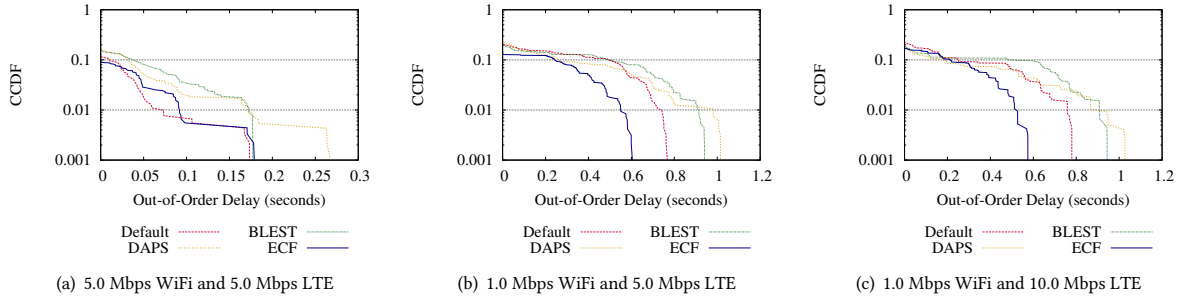 1
0.1
0.01
0.001
CCDF
0 0.05 0.1 0.15 0.2 0.25 0.3
Out-of-Order Delay (seconds)
Default BLEST
DAPS ECF
(a) 5.0 Mbps WiFi and 5.0 Mbps LTE
1
0.1
0.01
0.001
CCDF
0 0.2 0.4 0.6 0.8 1 1.2
Out-of-Order Delay (seconds)
Default BLEST
DAPS ECF
(b) 1.0 Mbps WiFi and 5.0 Mbps LTE
1
0.1
0.01
0.001
CCDF
0 0.2 0.4 0.6 0.8 1 1.2
Out-of-Order Delay (seconds)
Default BLEST
DAPS ECF
(c) 1.0 Mbps WiFi and 10.0 Mbps LTE